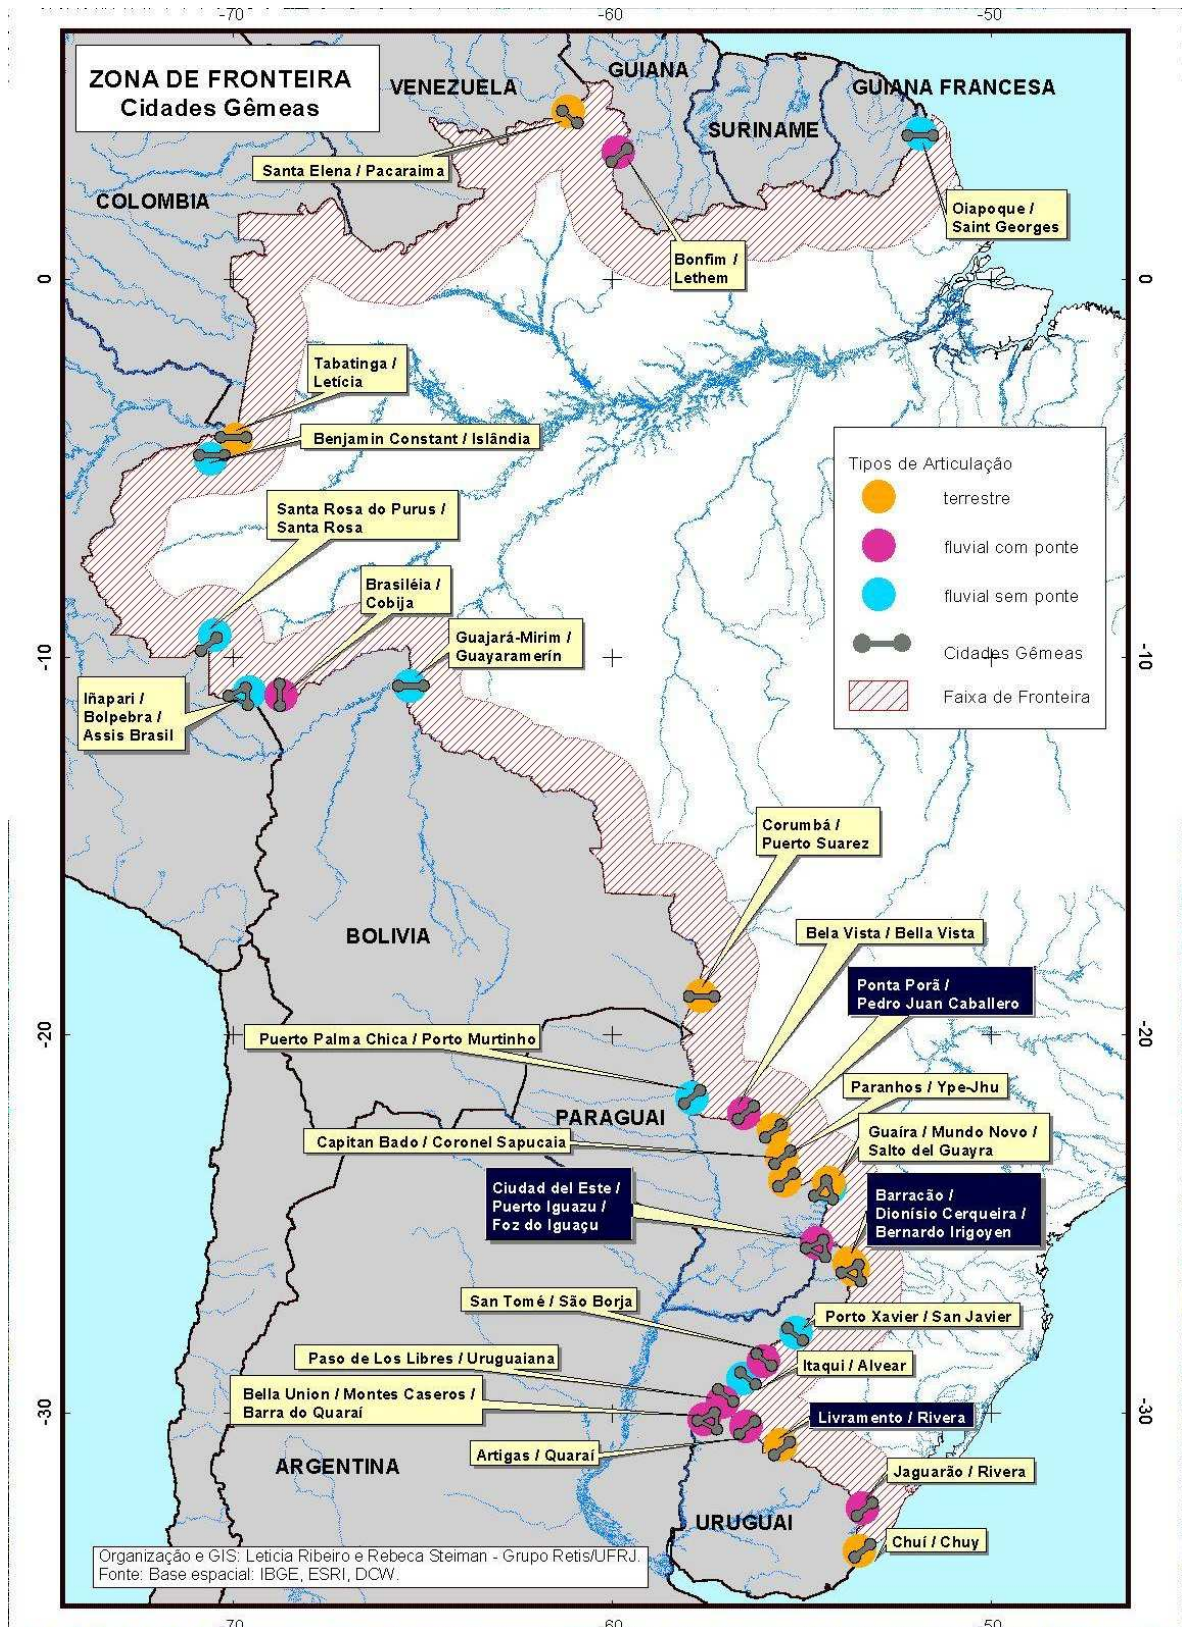 -70
-60
-50
ZONA DE FRONTEIRA
Cidades Gêmeas
VENEZUELA
GUIANA
GUIANA FRANCESA
SURINAME
COLOMBIA
Santa Elena / Pacaraima
Oiapoque /
Saint Georges
Bonfim /
Lethem
0
0
Tabatinga /
Letícia
Benjamin Constant / Islândia
Tipos de Articulação
terrestre
fluvial com ponte
fluvial sem ponte
Cidades Gêmeas
Faixa de Fronteira
Santa Rosa do Purus /
Santa Rosa
Brasiléia /
Cobija
Guajará-Mirim /
Guayaramerín
-10
-10
Iñapari /
Bolpebra /
Assis Brasil
Corumbá /
Puerto Suarez
BOLIVIA
Bela Vista / Bella Vista
Ponta Porã /
Pedro Juan Caballero
-20
-20
Puerto Palma Chica / Porto Murtinho
Paranhos / Ype-Jhu
PARAGUAI
Capitan Bado / Coronel Sapucaia
Guaíra / Mundo Novo /
Salto del Guayra
Ciudad del Este /
Puerto Iguazu /
Foz do Iguaçu
Barracão /
Dionísio Cerqueira /
Bernardo Irigoyen
San Tomé / São Borja
Porto Xavier / San Javier
Paso de Los Libres / Uruguaiana
Itaqui / Alvear
Bella Union / Montes Caseros /
Barra do Quaraí
-30
-30
Livramento / Rivera
Artigas / Quaraí
ARGENTINA
Jaguarão / Rivera
URUGUAI
Chuí / Chuy
Organização e GIS: Leticia Ribeiro e Rebeca Steiman - Grupo Retis/UFRJ.
Fonte: Base espacial: IBGE, ESRI, DCW.
-70
-60
-50